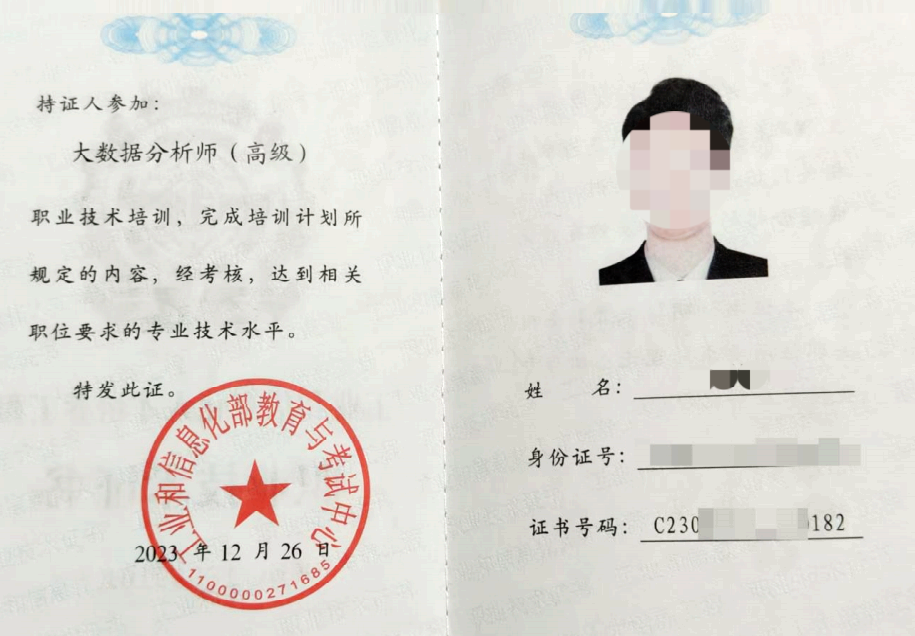 持证人参加：
大数据分析师（高级）
职业技术培训，完成培训计划所
规定的内容，经考核，达到相关
职位要求的专业技术水平。
特发此证。
工业和信息化部教育与考试中心
2023 年 12 月 26 日
1100000271685
姓 名：
身份证号：
证书号码： C230 182